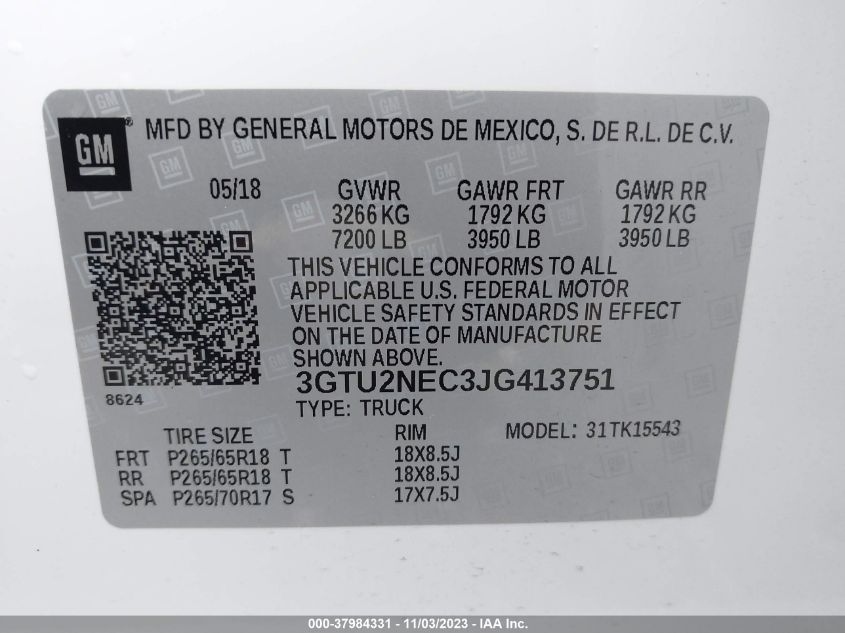 GM® MFD BY GENERAL MOTORS DE MEXICO, S. DE R.L. DE C.V.
05/18 GVWR GAWR FRT GAWR RR
3266 KG 1792 KG 1792 KG
7200 LB 3950 LB 3950 LB
THIS VEHICLE CONFORMS TO ALL
APPLICABLE U.S. FEDERAL MOTOR
VEHICLE SAFETY STANDARDS IN EFFECT
ON THE DATE OF MANUFACTURE
SHOWN ABOVE.
3GTU2NEC3JG413751
8624
TYPE: TRUCK
TIRE SIZE RIM MODEL: 31TK15543
FRT P265/65R18 T 18X8.5J
RR P265/65R18 T 18X8.5J
SPA P265/70R17 S 17X7.5J
000-37984331 - 11/03/2023 - IAA Inc.